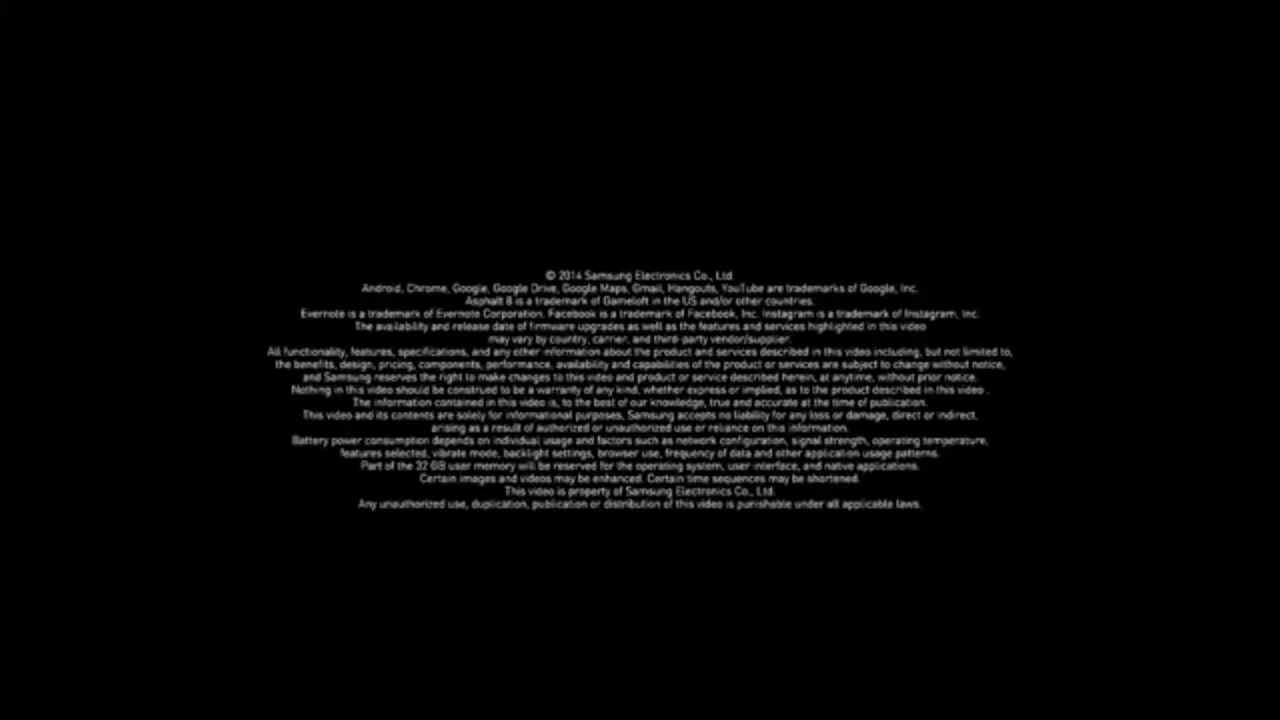 © 2014 Samsung Electronics Co., Ltd.
Android, Chrome, Google, Google Drive, Google Maps, Gmail, Hangouts, YouTube are trademarks of Google, Inc.
Asphalt 8 is a trademark of Gameloft in the US and/or other countries.
Evernote is a trademark of Evernote Corporation. Facebook is a trademark of Facebook, Inc. Instagram is a trademark of Instagram, Inc.
The availability and release date of firmware upgrades as well as the features and services highlighted in this video
may vary by country, carrier, and third-party vendor/supplier.
All functionality, features, specifications, and any other information about the product and services described in this video including, but not limited to,
the benefits, design, pricing, components, performance, availability and capabilities of the product or services are subject to change without notice,
and Samsung reserves the right to make changes to this video and product or service described herein, at anytime, without prior notice.
Nothing in this video should be construed to be a warranty of any kind, whether express or implied, as to the product described in this video .
The information contained in this video is, to the best of our knowledge, true and accurate at the time of publication.
This video and its contents are solely for informational purposes, Samsung accepts no liability for any loss or damage, direct or indirect,
arising as a result of authorized or unauthorized use or reliance on this information.
Battery power consumption depends on individual usage and factors such as network configuration, signal strength, operating temperature,
features selected, vibrate mode, backlight settings, browser use, frequency of data and other application usage patterns.
Part of the 32 GB user memory will be reserved for the operating system, user interface, and native applications.
Certain images and videos may be enhanced. Certain time sequences may be shortened.
This video is property of Samsung Electronics Co., Ltd.
Any unauthorized use, duplication, publication or distribution of this video is punishable under all applicable laws.